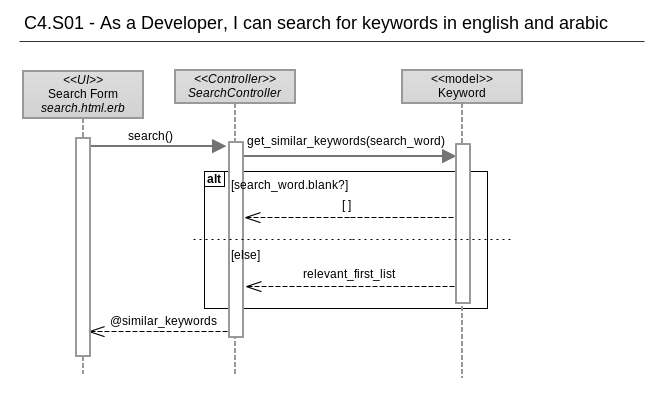 C4.S01 - As a Developer, I can search for keywords in english and arabic
<<UI>>
Search Form
search.html.erb
<<Controller>>
SearchController
<<model>>
Keyword
search()
get_similar_keywords(search_word)
alt
[search_word.blank?]
[ ]
[else]
relevant_first_list
@similar_keywords